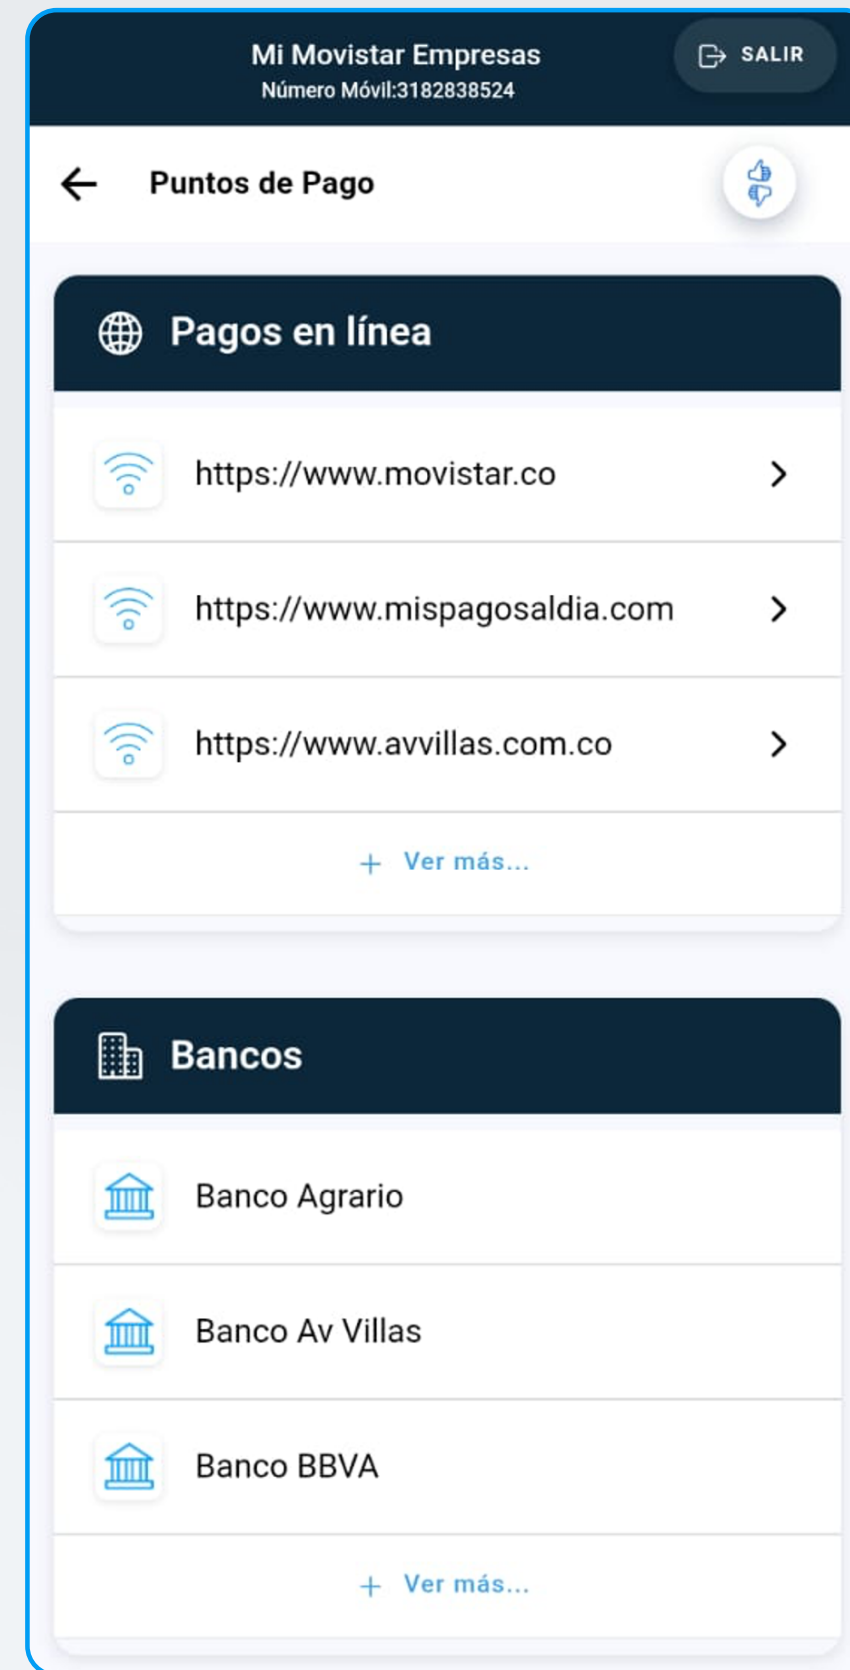 Mi Movistar Empresas
SALIR
Número Móvil:3182838524
Puntos de Pago
Pagos en línea
https://www.movistar.co
https://www.mispagosaldia.com
https://www.avvillas.com.co
+ Ver más...
Bancos
Banco Agrario
Banco Av Villas
Banco BBVA
+ Ver más...